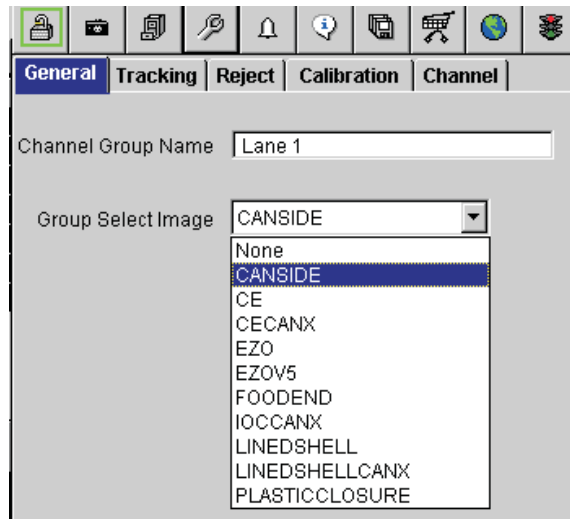 General Tracking Reject Calibration Channel
Channel Group Name Lane 1
Group Select Image CANSIDE
None
CANSIDE
CE
CECANX
EZO
EZOV5
FOODEND
IOCCANX
LINEDSHELL
LINEDSHELLCANX
PLASTICCLOSURE